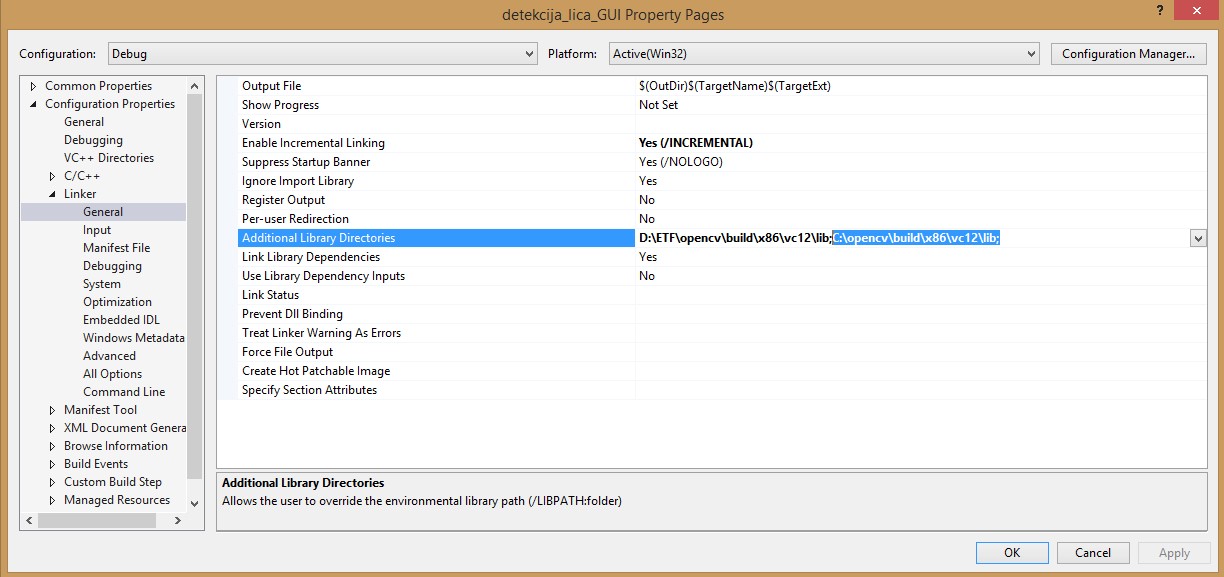 detekcija_lica_GUI Property Pages
? ×
Configuration: Debug Platform: Active(Win32) Configuration Manager...
Common Properties
Configuration Properties
General
Debugging
VC++ Directories
C/C++
Linker
General
Input
Manifest File
Debugging
System
Optimization
Embedded IDL
Windows Metadata
Advanced
All Options
Command Line
Manifest Tool
XML Document Genera
Browse Information
Build Events
Custom Build Step
Managed Resources
Output File $(OutDir)$(TargetName)$(TargetExt)
Show Progress Not Set
Version
Enable Incremental Linking Yes (/INCREMENTAL)
Suppress Startup Banner Yes (/NOLOGO)
Ignore Import Library Yes
Register Output No
Per-user Redirection No
Additional Library Directories D:\ETF\opencv\build\x86\vc12\lib;C:\opencv\build\x86\vc12\lib;
Link Library Dependencies Yes
Use Library Dependency Inputs No
Link Status
Prevent Dll Binding
Treat Linker Warning As Errors
Force File Output
Create Hot Patchable Image
Specify Section Attributes
Additional Library Directories
Allows the user to override the environmental library path (/LIBPATH:folder)
OK Cancel Apply